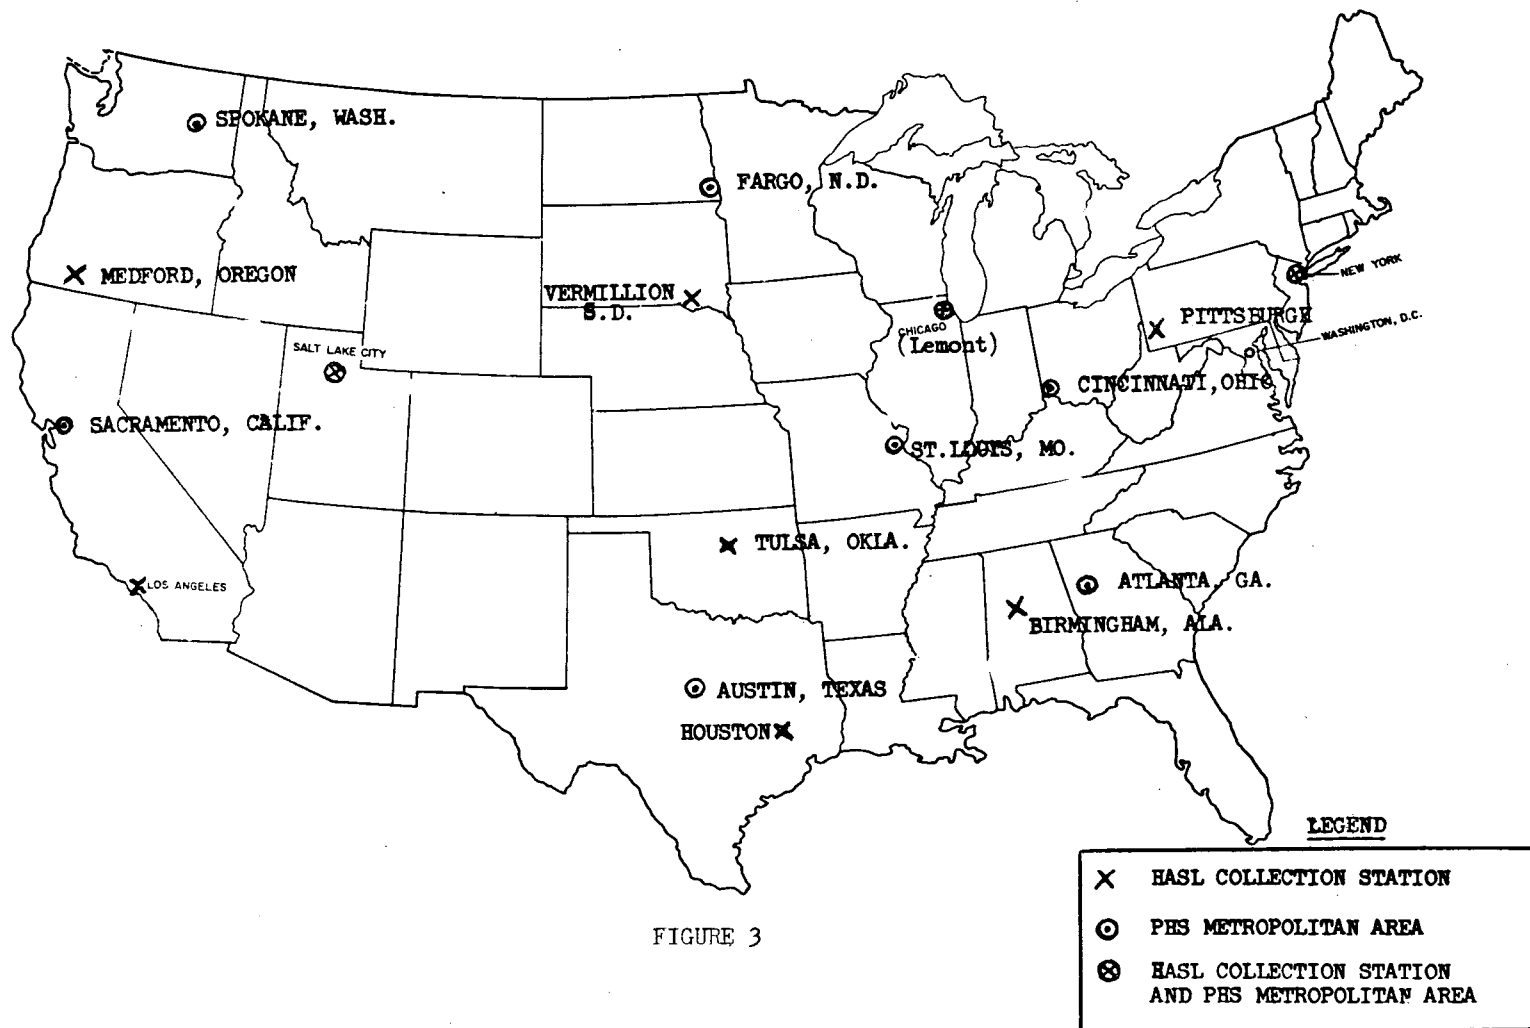 SPOKANE, WASH.
FARGO, N.D.
MEDFORD, OREGON
VERMILLION
S.D.
NEW YORK
PITTSBURGH
WASHINGTON, D.C.
CHICAGO
(Lemont)
SALT LAKE CITY
CINCINNATI, OHIO
SACRAMENTO, CALIF.
ST. LOUIS, MO.
TULSA, OKLA.
LOS ANGELES
ATLANTA, GA.
BIRMINGHAM, ALA.
AUSTIN, TEXAS
HOUSTON
LEGEND
HASL COLLECTION STATION
PHS METROPOLITAN AREA
HASL COLLECTION STATION
AND PHS METROPOLITAN AREA
FIGURE 3